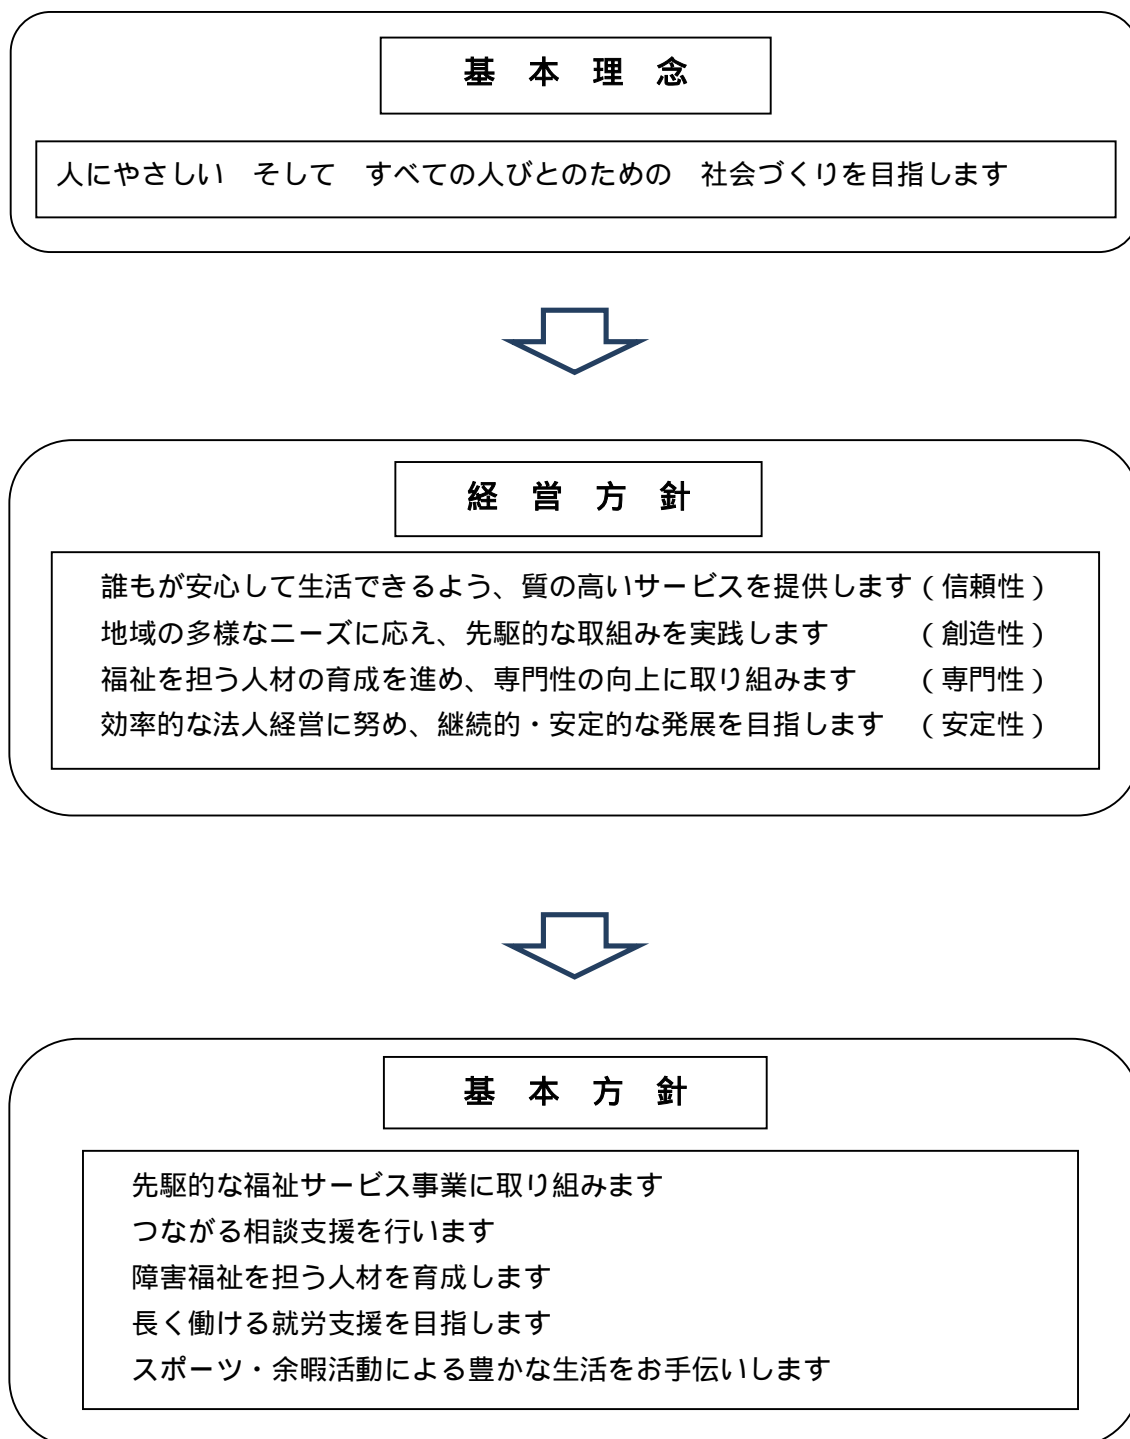 基　本　理　念
人にやさしい　そして　すべての人びとのための　社会づくりを目指します
経　営　方　針
誰もが安心して生活できるよう、質の高いサービスを提供します（信頼性）
地域の多様なニーズに応え、先駆的な取組みを実践します　　　（創造性）
福祉を担う人材の育成を進め、専門性の向上に取り組みます　　（専門性）
効率的な法人経営に努め、継続的・安定的な発展を目指します　（安定性）
基　本　方　針
先駆的な福祉サービス事業に取り組みます
つながる相談支援を行います
障害福祉を担う人材を育成します
長く働ける就労支援を目指します
スポーツ・余暇活動による豊かな生活をお手伝いします